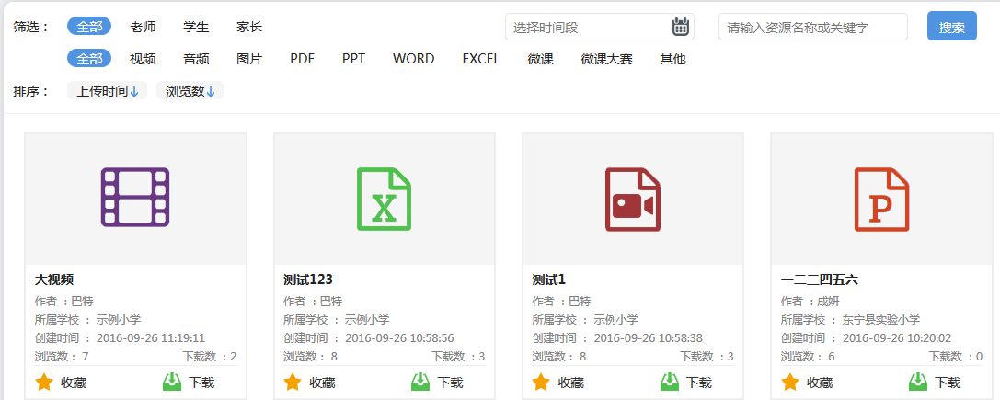 筛选： 全部 老师 学生 家长 选择时间段 请输入资源名称或关键字 搜索
全部 视频 音频 图片 PDF PPT WORD EXCEL 微课 微课大赛 其他
排序： 上传时间↓ 浏览数↓
X
P
大视频
作者 ：巴特
所属学校 ： 示例小学
创建时间 ： 2016-09-26 11:19:11
浏览数： 7 下载数 ：2
收藏 下载
测试123
作者 ：巴特
所属学校 ： 示例小学
创建时间 ： 2016-09-26 10:58:56
浏览数： 8 下载数 ：3
收藏 下载
测试1
作者 ：巴特
所属学校 ： 示例小学
创建时间 ： 2016-09-26 10:58:38
浏览数： 8 下载数 ：3
收藏 下载
一二三四五六
作者 ：成妍
所属学校 ： 东宁县实验小学
创建时间 ： 2016-09-26 10:20:02
浏览数： 6 下载数 ：0
收藏 下载